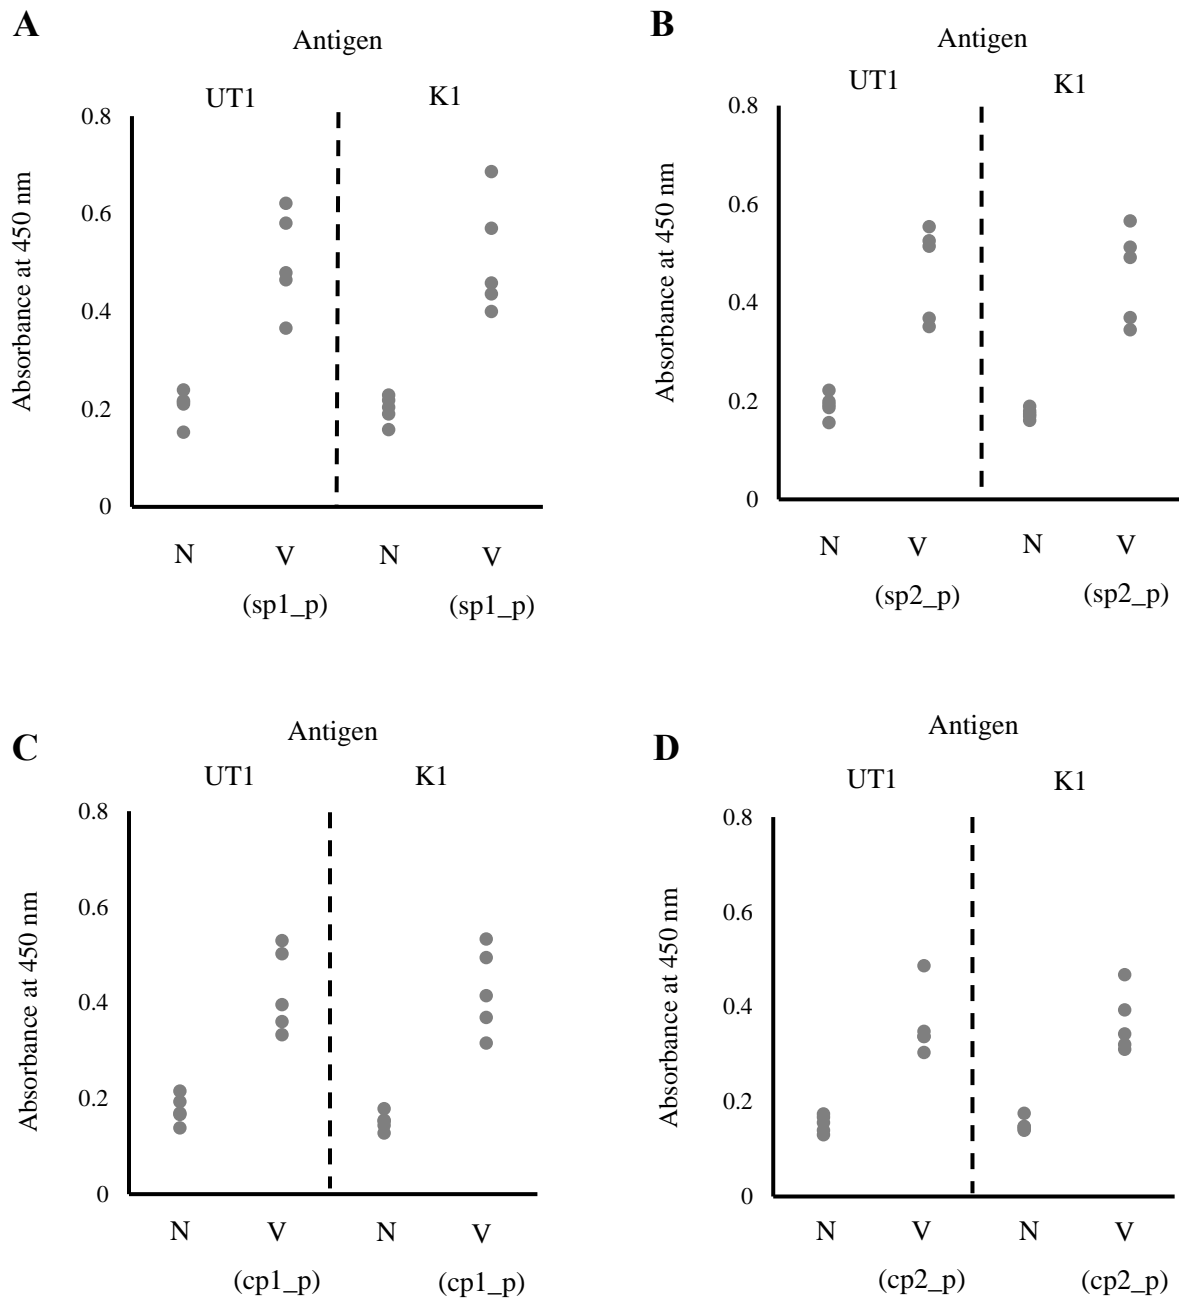 A
Antigen
UT1 K1
Absorbance at 450 nm
0.8
0.6
0.4
0.2
0
N V N V
(sp1_p) (sp1_p)
B
Antigen
UT1 K1
Absorbance at 450 nm
0.8
0.6
0.4
0.2
0
N V N V
(sp2_p) (sp2_p)
C
Antigen
UT1 K1
Absorbance at 450 nm
0.8
0.6
0.4
0.2
0
N V N V
(cp1_p) (cp1_p)
D
Antigen
UT1 K1
Absorbance at 450 nm
0.8
0.6
0.4
0.2
0
N V N V
(cp2_p) (cp2_p)